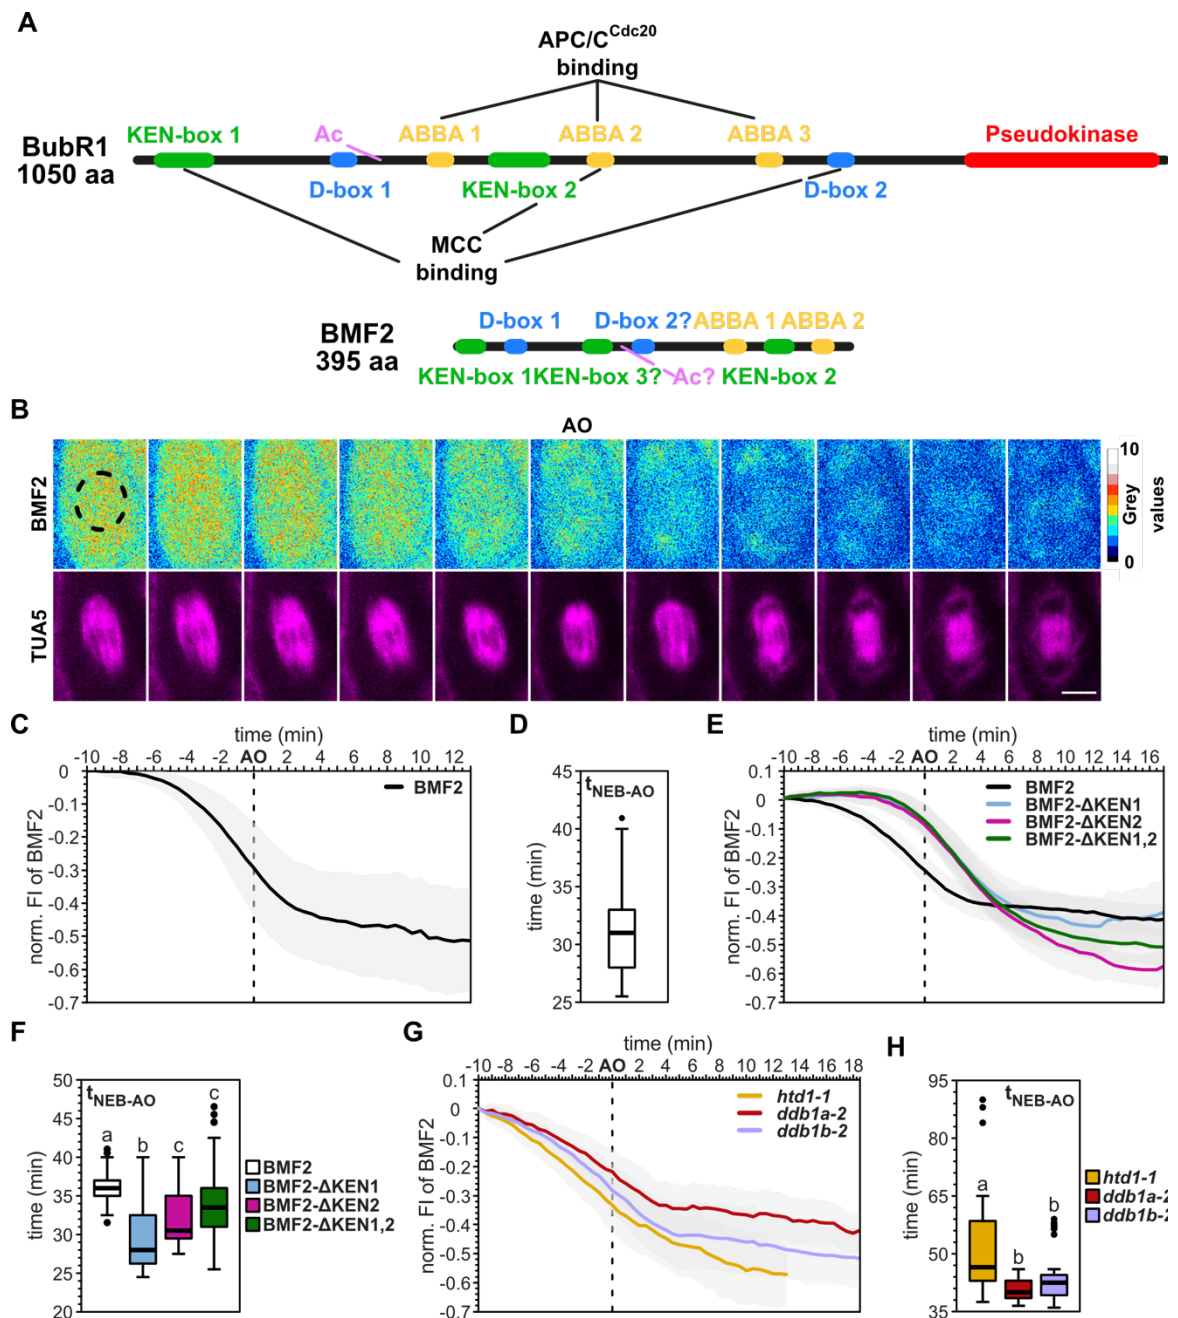 A
APC/C^Cdc20
binding
KEN-box 1
Ac
ABBA 1
ABBA 2
ABBA 3
Pseudokinase
BubR1
1050 aa
D-box 1
KEN-box 2
D-box 2
MCC
binding
D-box 1
D-box 2?
ABBA 1
ABBA 2
BMF2
395 aa
KEN-box 1
KEN-box 3?
Ac?
KEN-box 2
B
AO
BMF2
10
Grey
values
0
TUA5
C
time (min)
-10 -8 -6 -4 -2 AO 2 4 6 8 10 12
0
-0.1
-0.2
-0.3
-0.4
-0.5
-0.6
-0.7
norm. FI of BMF2
BMF2
D
45
41
37
33
29
25
time (min)
tNEB-AO
E
time (min)
-10 -8 -6 -4 -2 AO 2 4 6 8 10 12 14 16
0.1
0
-0.1
-0.2
-0.3
-0.4
-0.5
-0.6
-0.7
norm. FI of BMF2
BMF2
BMF2-ΔKEN1
BMF2-ΔKEN2
BMF2-ΔKEN1,2
F
50
45
40
35
30
25
20
time (min)
tNEB-AO
a
b
c
c
BMF2
BMF2-ΔKEN1
BMF2-ΔKEN2
BMF2-ΔKEN1,2
G
time (min)
-10 -8 -6 -4 -2 AO 2 4 6 8 10 12 14 16 18
0.1
0
-0.1
-0.2
-0.3
-0.4
-0.5
-0.6
-0.7
norm. FI of BMF2
htd1-1
ddb1a-2
ddb1b-2
H
95
80
65
50
35
time (min)
tNEB-AO
a
b
b
htd1-1
ddb1a-2
ddb1b-2